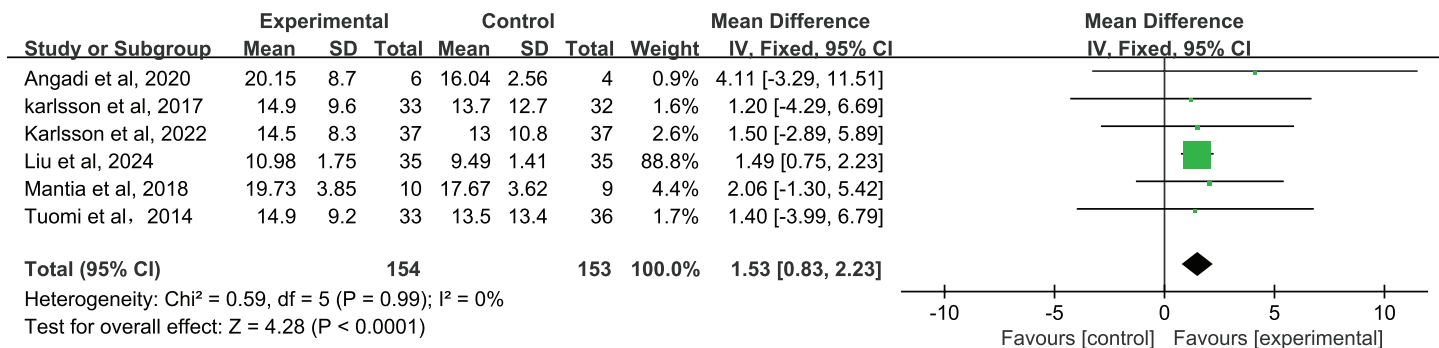 Experimental Control Mean Difference Mean Difference
Study or Subgroup Mean SD Total Mean SD Total Weight IV, Fixed, 95% CI IV, Fixed, 95% CI
Angadi et al, 2020 20.15 8.7 6 16.04 2.56 4 0.9% 4.11 [-3.29, 11.51]
karlsson et al, 2017 14.9 9.6 33 13.7 12.7 32 1.6% 1.20 [-4.29, 6.69]
Karlsson et al, 2022 14.5 8.3 37 13 10.8 37 2.6% 1.50 [-2.89, 5.89]
Liu et al, 2024 10.98 1.75 35 9.49 1.41 35 88.8% 1.49 [0.75, 2.23]
Mantia et al, 2018 19.73 3.85 10 17.67 3.62 9 4.4% 2.06 [-1.30, 5.42]
Tuomi et al，2014 14.9 9.2 33 13.5 13.4 36 1.7% 1.40 [-3.99, 6.79]
Total (95% CI) 154 153 100.0% 1.53 [0.83, 2.23]
Heterogeneity: Chi² = 0.59, df = 5 (P = 0.99); I² = 0%
Test for overall effect: Z = 4.28 (P < 0.0001)
-10 -5 0 5 10
Favours [control] Favours [experimental]